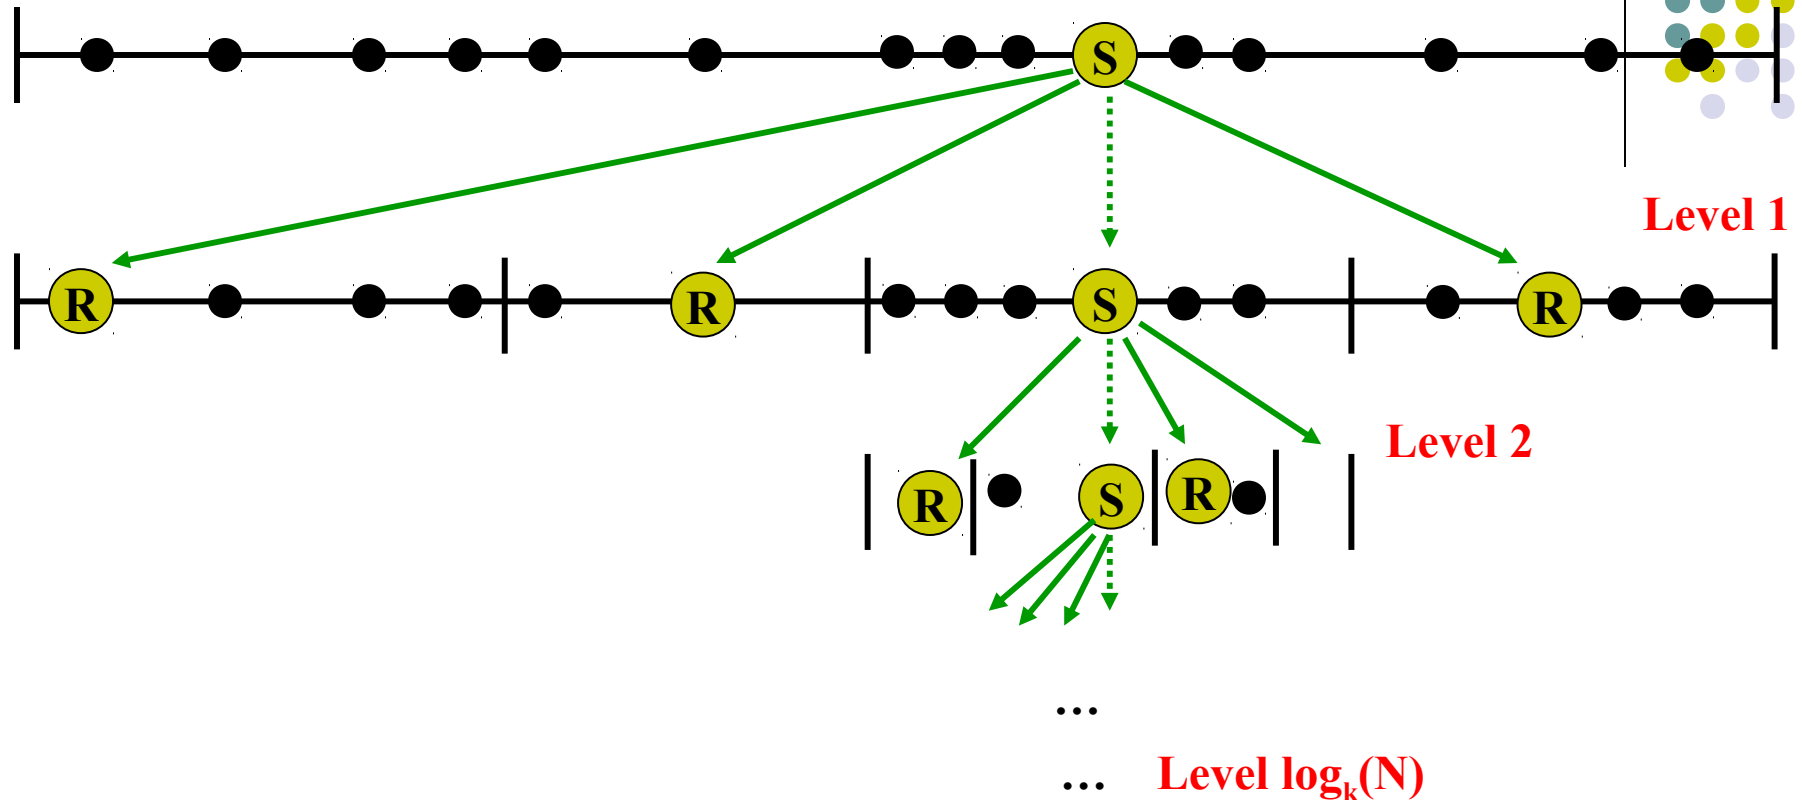 S
Level 1
R R S R
Level 2
R S R
...
... Level logₖ(N)